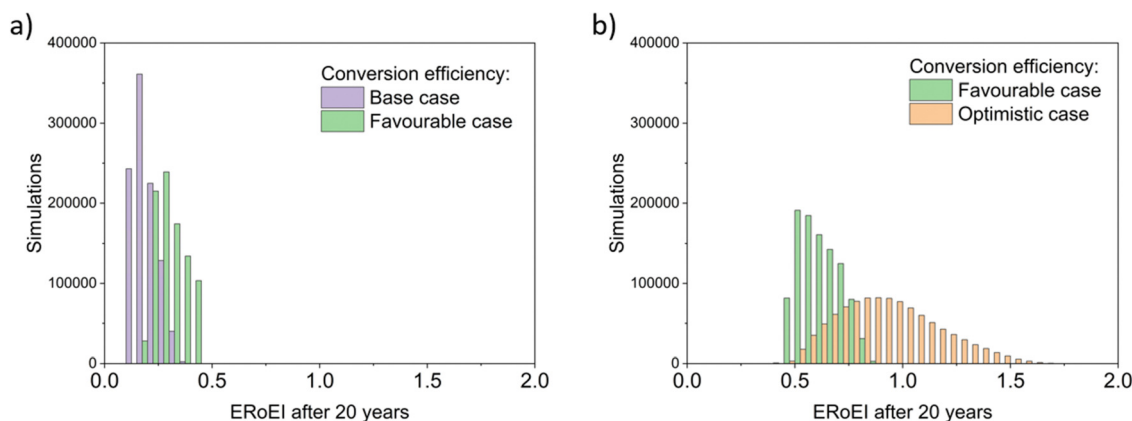 a)
400000
300000
200000
100000
0
Simulations
Conversion efficiency:
Base case
Favourable case
0.0 0.5 1.0 1.5 2.0
ERoEI after 20 years
b)
400000
300000
200000
100000
0
Simulations
Conversion efficiency:
Favourable case
Optimistic case
0.0 0.5 1.0 1.5 2.0
ERoEI after 20 years